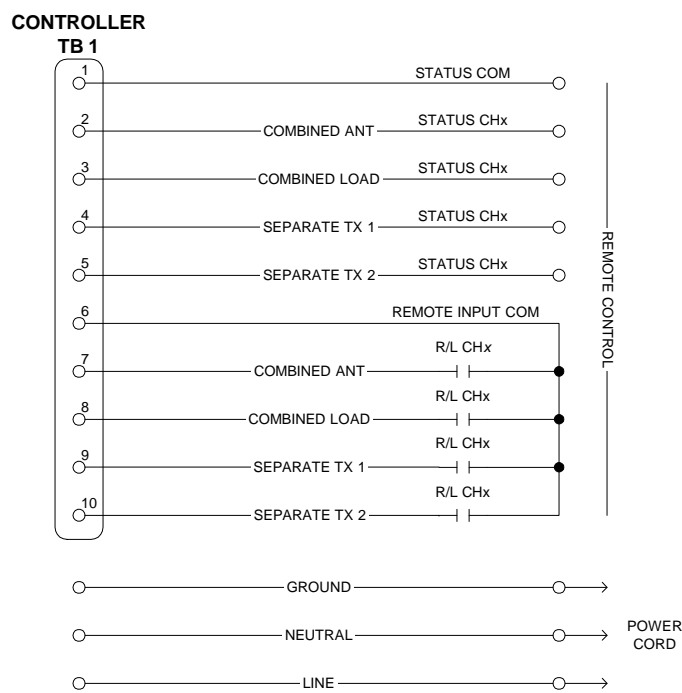 CONTROLLER
TB 1
1 STATUS COM
2 COMBINED ANT STATUS CHx
3 COMBINED LOAD STATUS CHx
4 SEPARATE TX 1 STATUS CHx
5 SEPARATE TX 2 STATUS CHx
6 REMOTE INPUT COM
7 COMBINED ANT R/L CHx
8 COMBINED LOAD R/L CHx
9 SEPARATE TX 1 R/L CHx
10 SEPARATE TX 2 R/L CHx
REMOTE CONTROL
GROUND
NEUTRAL
LINE
POWER
CORD